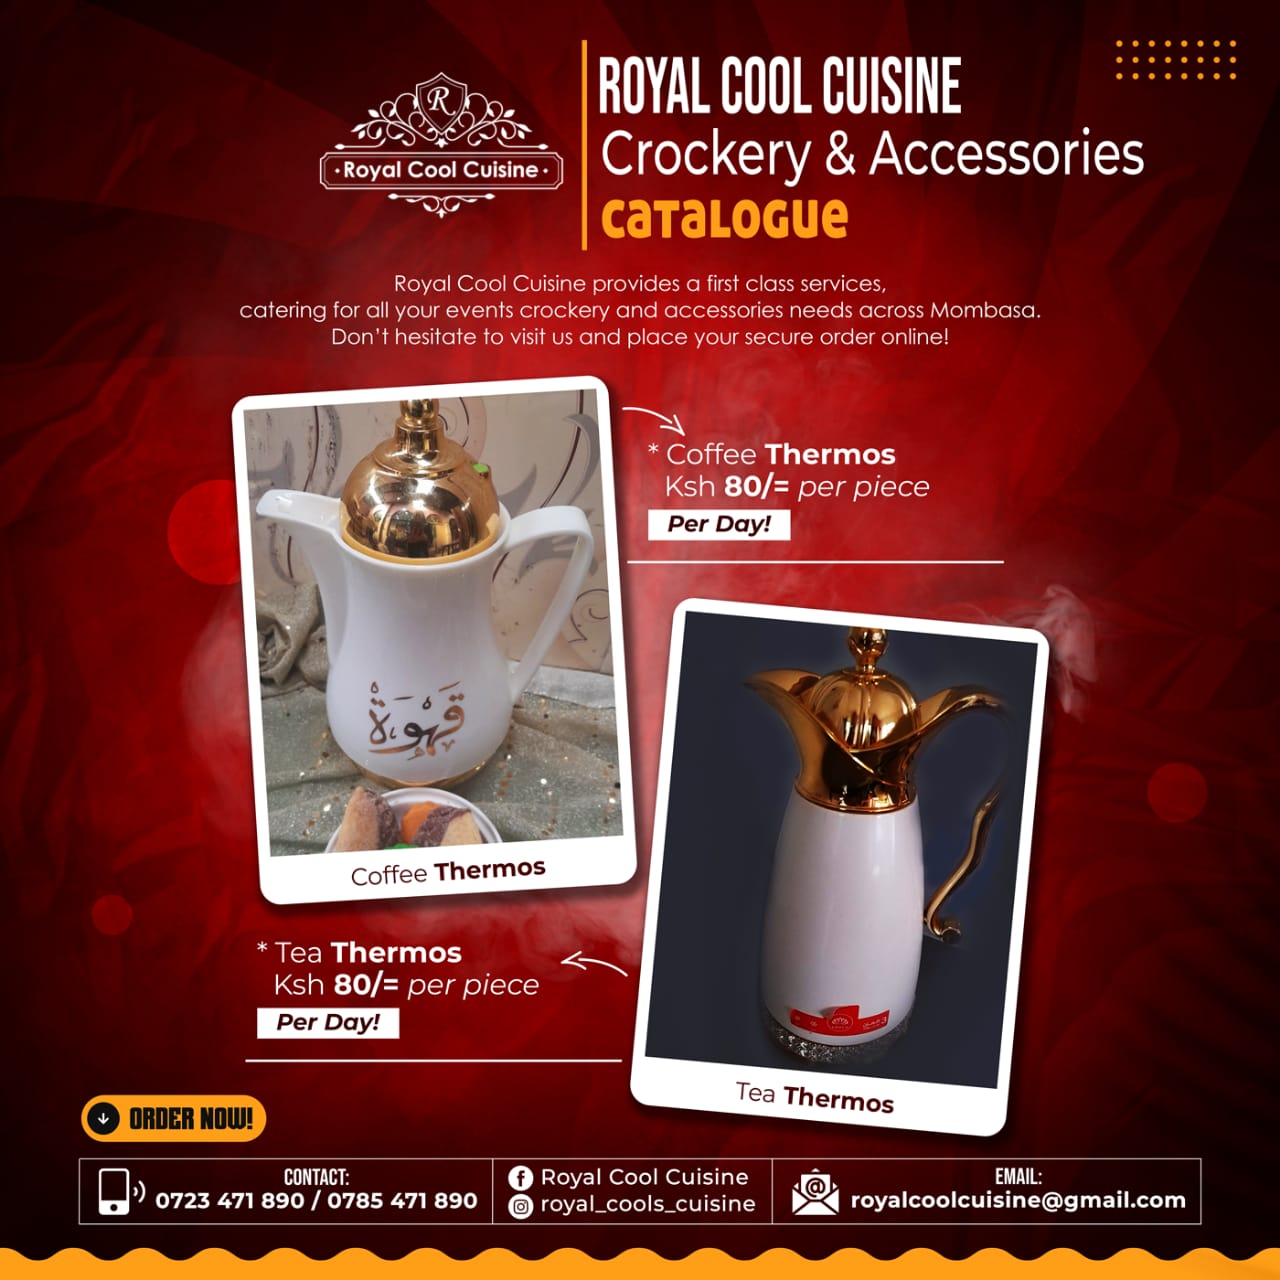 R
· Royal Cool Cuisine ·
ROYAL COOL CUISINE
Crockery & Accessories
CATALOGUE
Royal Cool Cuisine provides a first class services,
catering for all your events crockery and accessories needs across Mombasa.
Don't hesitate to visit us and place your secure order online!
* Coffee Thermos
Ksh 80/= per piece
Per Day!
قهوة
Coffee Thermos
* Tea Thermos
Ksh 80/= per piece
Per Day!
Tea Thermos
ORDER NOW!
CONTACT:
0723 471 890 / 0785 471 890
Royal Cool Cuisine
royal_cools_cuisine
EMAIL:
royalcoolcuisine@gmail.com